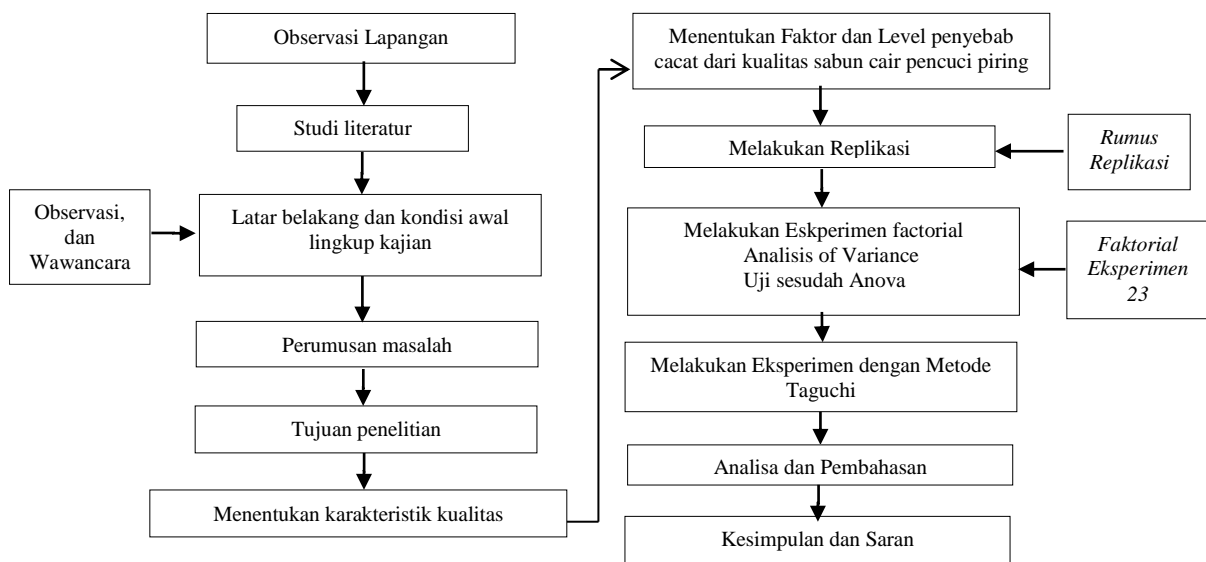 Observasi Lapangan
Studi literatur
Observasi,
dan
Wawancara
Latar belakang dan kondisi awal
lingkup kajian
Perumusan masalah
Tujuan penelitian
Menentukan karakteristik kualitas
Menentukan Faktor dan Level penyebab
cacat dari kualitas sabun cair pencuci piring
Melakukan Replikasi
Rumus
Replikasi
Melakukan Eskperimen factorial
Analisis of Variance
Uji sesudah Anova
Faktorial
Eksperimen
23
Melakukan Eksperimen dengan Metode
Taguchi
Analisa dan Pembahasan
Kesimpulan dan Saran